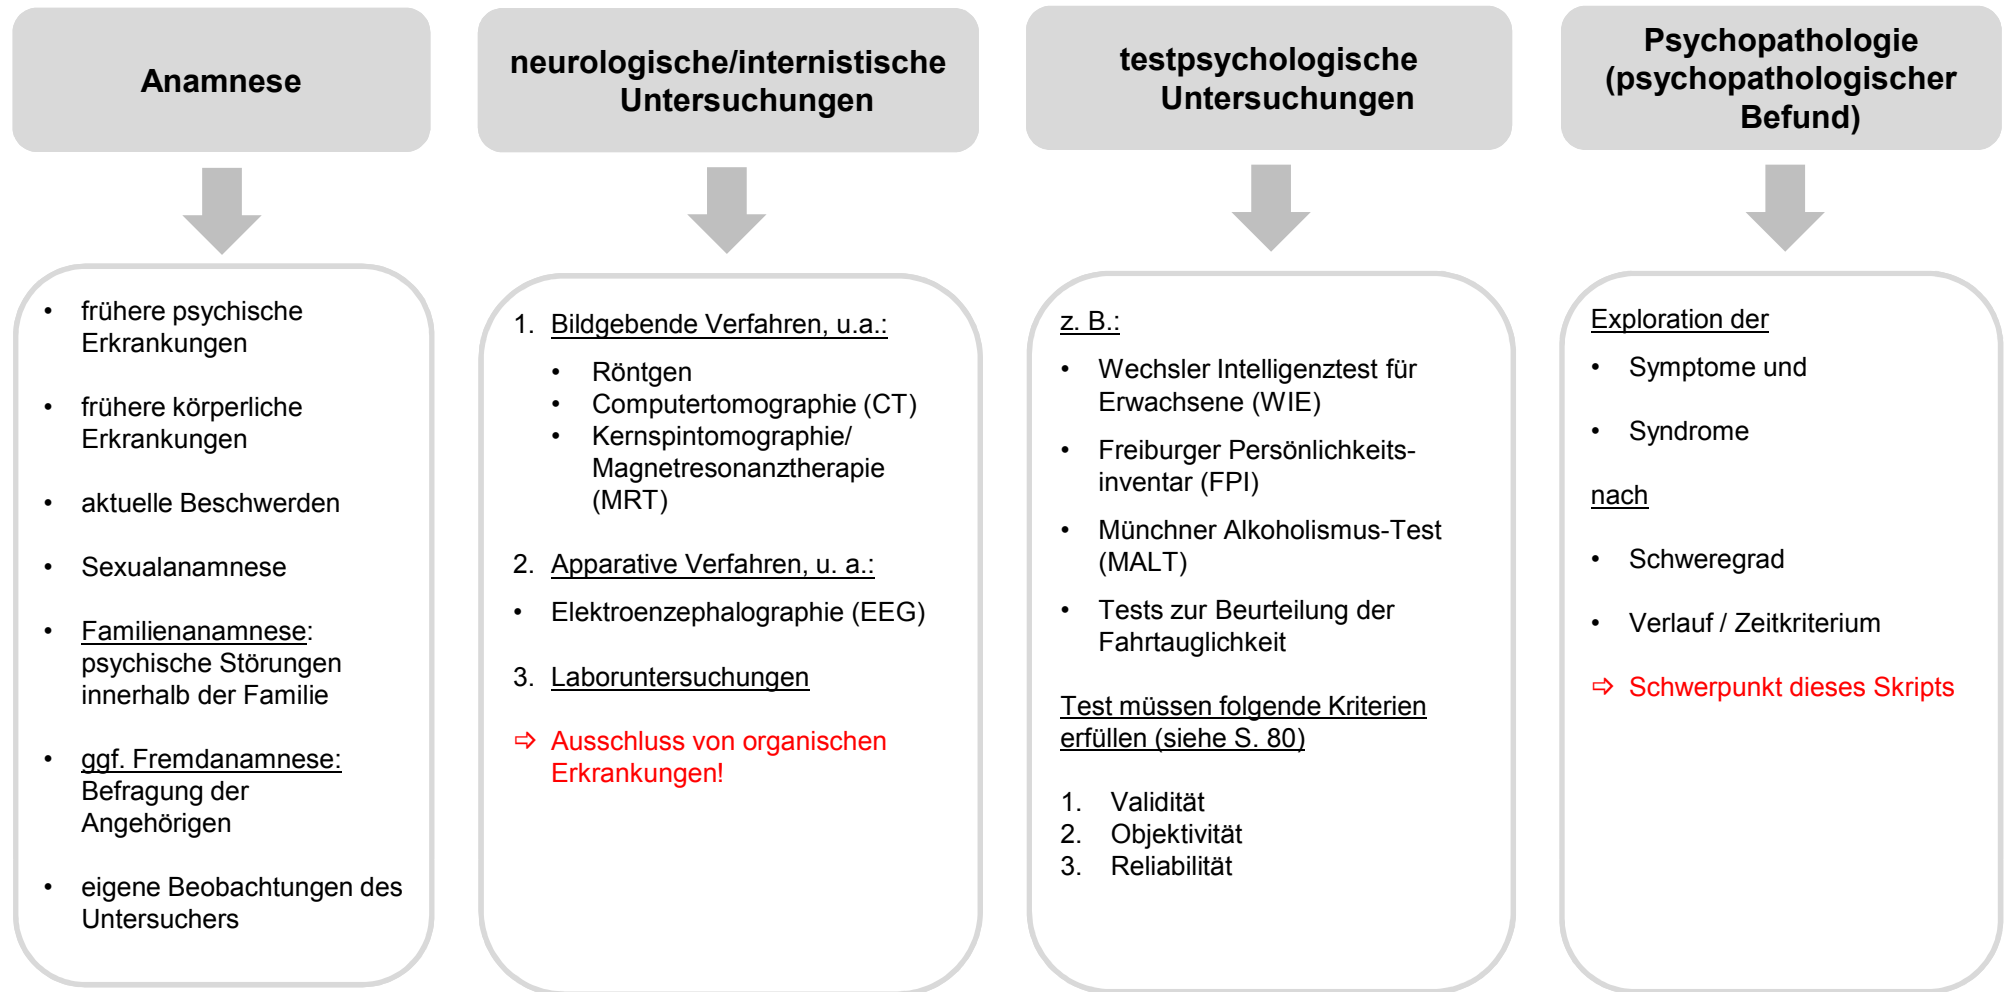 Anamnese
• frühere psychische
Erkrankungen
• frühere körperliche
Erkrankungen
• aktuelle Beschwerden
• Sexualanamnese
• Familienanamnese:
psychische Störungen
innerhalb der Familie
• ggf. Fremdanamnese:
Befragung der
Angehörigen
• eigene Beobachtungen des
Untersuchers
neurologische/internistische
Untersuchungen
1. Bildgebende Verfahren, u.a.:
• Röntgen
• Computertomographie (CT)
• Kernspintomographie/
Magnetresonanztherapie
(MRT)
2. Apparative Verfahren, u. a.:
• Elektroenzephalographie (EEG)
3. Laboruntersuchungen
⇨ Ausschluss von organischen
Erkrankungen!
testpsychologische
Untersuchungen
z. B.:
• Wechsler Intelligenztest für
Erwachsene (WIE)
• Freiburger Persönlichkeits-
inventar (FPI)
• Münchner Alkoholismus-Test
(MALT)
• Tests zur Beurteilung der
Fahrtauglichkeit
Test müssen folgende Kriterien
erfüllen (siehe S. 80)
1. Validität
2. Objektivität
3. Reliabilität
Psychopathologie
(psychopathologischer
Befund)
Exploration der
• Symptome und
• Syndrome
nach
• Schweregrad
• Verlauf / Zeitkriterium
⇨ Schwerpunkt dieses Skripts